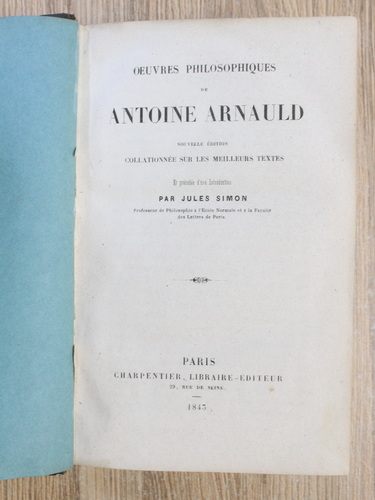 OEUVRES PHILOSOPHIQUES
DE
ANTOINE ARNAULD
NOUVELLE ÉDITION
COLLATIONNÉE SUR LES MEILLEURS TEXTES
Et précédée d'une Introduction
PAR JULES SIMON
Professeur de Philosophie à l'École Normale et à la Faculté
des Lettres de Paris.
PARIS
CHARPENTIER, LIBRAIRE-ÉDITEUR
29, RUE DE SEINE.
1843